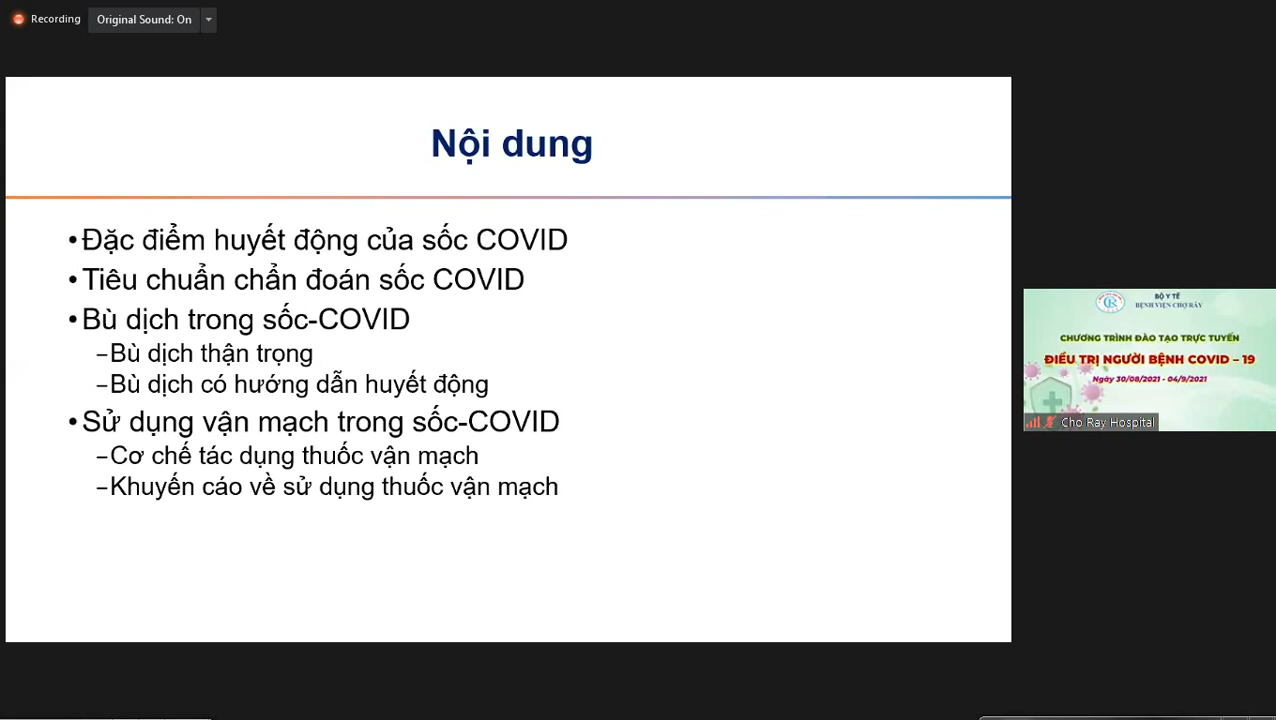 Recording
Original Sound: On
Nội dung
•Đặc điểm huyết động của sốc COVID
•Tiêu chuẩn chẩn đoán sốc COVID
•Bù dịch trong sốc-COVID
–Bù dịch thận trọng
–Bù dịch có hướng dẫn huyết động
•Sử dụng vận mạch trong sốc-COVID
–Cơ chế tác dụng thuốc vận mạch
–Khuyến cáo về sử dụng thuốc vận mạch
BỘ Y TẾ
BỆNH VIỆN CHỢ RẪY
CHƯƠNG TRÌNH ĐÀO TẠO TRỰC TUYẾN
ĐIỀU TRỊ NGƯỜI BỆNH COVID – 19
Ngày 30/08/2021 - 04/9/2021
Cho Ray Hospital